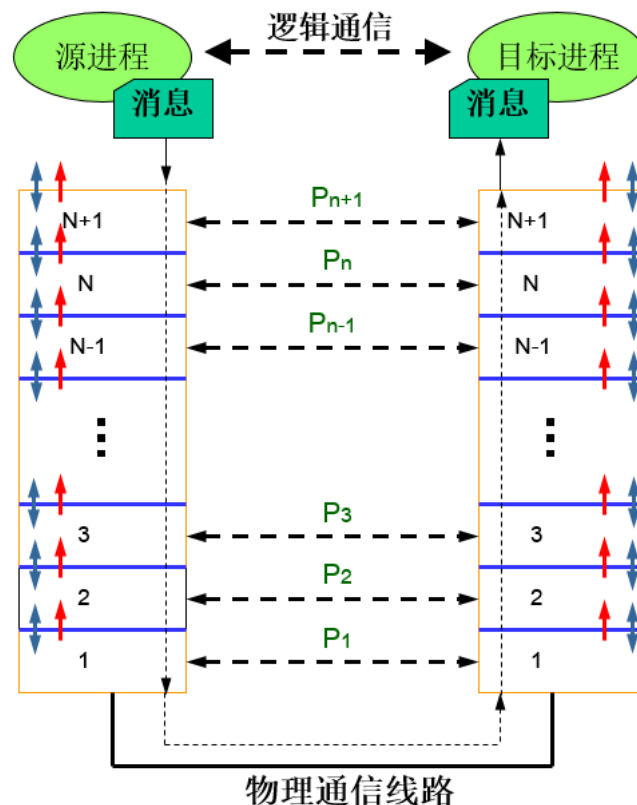 逻辑通信
源进程 目标进程
消息 消息
N+1 Pn+1 N+1
N Pn N
N-1 Pn-1 N-1
3 P3 3
2 P2 2
1 P1 1
物理通信线路